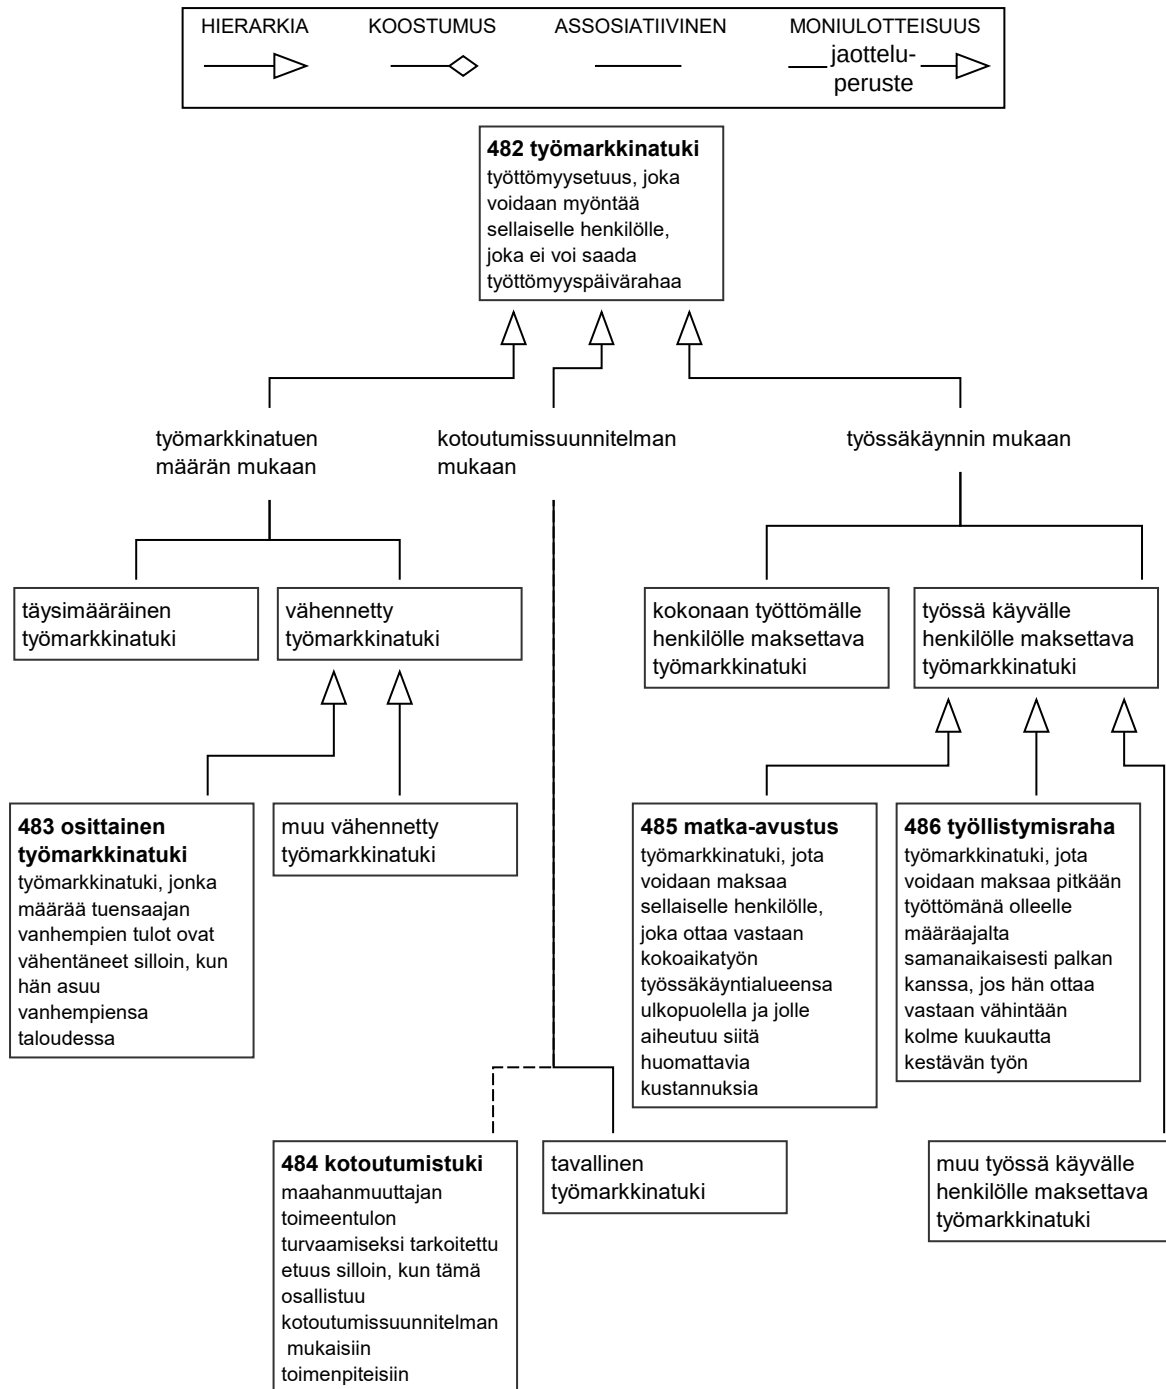 HIERARKIA
KOOSTUMUS
ASSOSIATIIVINEN
MONIULOTTEISUUS
jaottelu-
peruste
482 työmarkkinatuki
työttömyysetuus, joka
voidaan myöntää
sellaiselle henkilölle,
joka ei voi saada
työttömyyspäivärahaa
työmarkkinatuen
määrän mukaan
kotoutumissuunnitelman
mukaan
työssäkäynnin mukaan
täysimääräinen
työmarkkinatuki
vähennetty
työmarkkinatuki
kokonaan työttömälle
henkilölle maksettava
työmarkkinatuki
työssä käyvälle
henkilölle maksettava
työmarkkinatuki
483 osittainen
työmarkkinatuki
työmarkkinatuki, jonka
määrää tuensaajan
vanhempien tulot ovat
vähentäneet silloin, kun
hän asuu
vanhempiensa
taloudessa
muu vähennetty
työmarkkinatuki
485 matka-avustus
työmarkkinatuki, jota
voidaan maksaa
sellaiselle henkilölle,
joka ottaa vastaan
kokoaikatyön
työssäkäyntialueensa
ulkopuolella ja jolle
aiheutuu siitä
huomattavia
kustannuksia
486 työllistymisraha
työmarkkinatuki, jota
voidaan maksaa pitkään
työttömänä olleelle
määräajalta
samanaikaisesti palkan
kanssa, jos hän ottaa
vastaan vähintään
kolme kuukautta
kestävän työn
484 kotoutumistuki
maahanmuuttajan
toimeentulon
turvaamiseksi tarkoitettu
etuus silloin, kun tämä
osallistuu
kotoutumissuunnitelman
mukaisiin
toimenpiteisiin
tavallinen
työmarkkinatuki
muu työssä käyvälle
henkilölle maksettava
työmarkkinatuki